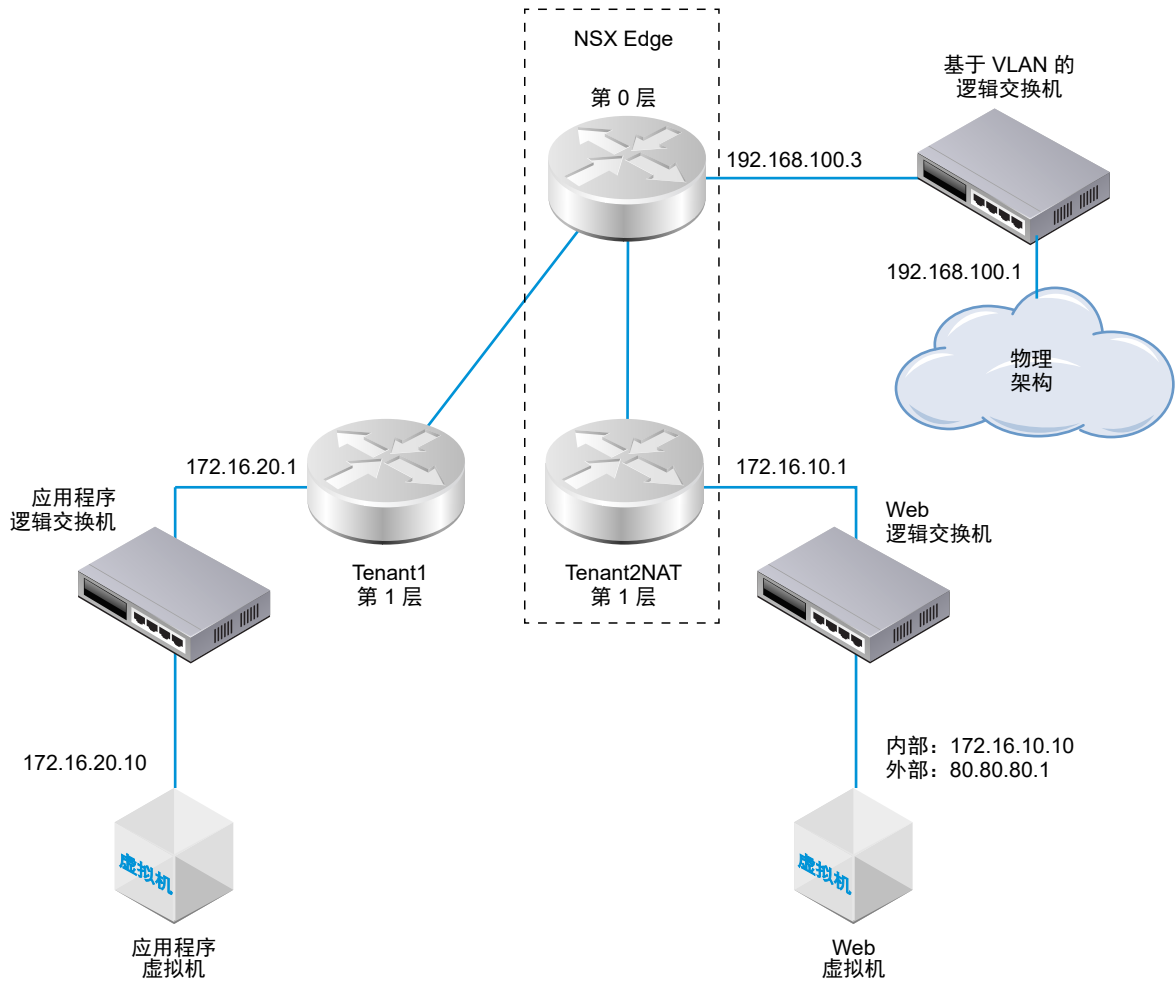 NSX Edge
第 0 层
基于 VLAN 的
逻辑交换机
192.168.100.3
192.168.100.1
物理
架构
172.16.20.1
172.16.10.1
应用程序
逻辑交换机
Web
逻辑交换机
Tenant1
第 1 层
Tenant2NAT
第 1 层
172.16.20.10
内部：172.16.10.10
外部：80.80.80.1
虚拟机
虚拟机
应用程序
虚拟机
Web
虚拟机